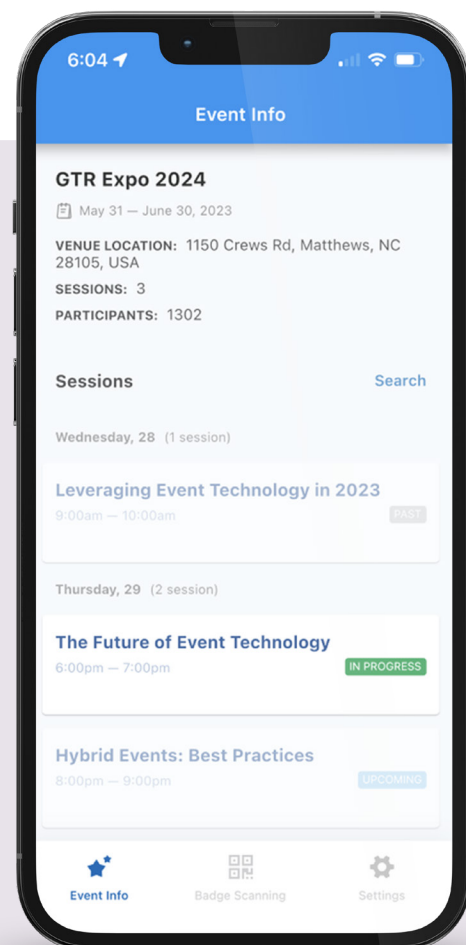 6:04
Event Info
GTR Expo 2024
May 31 — June 30, 2023
VENUE LOCATION: 1150 Crews Rd, Matthews, NC
28105, USA
SESSIONS: 3
PARTICIPANTS: 1302
Sessions Search
Wednesday, 28 (1 session)
Leveraging Event Technology in 2023
9:00am — 10:00am PAST
Thursday, 29 (2 session)
The Future of Event Technology
6:00pm — 7:00pm IN PROGRESS
Hybrid Events: Best Practices
8:00pm — 9:00pm UPCOMING
Event Info Badge Scanning Settings